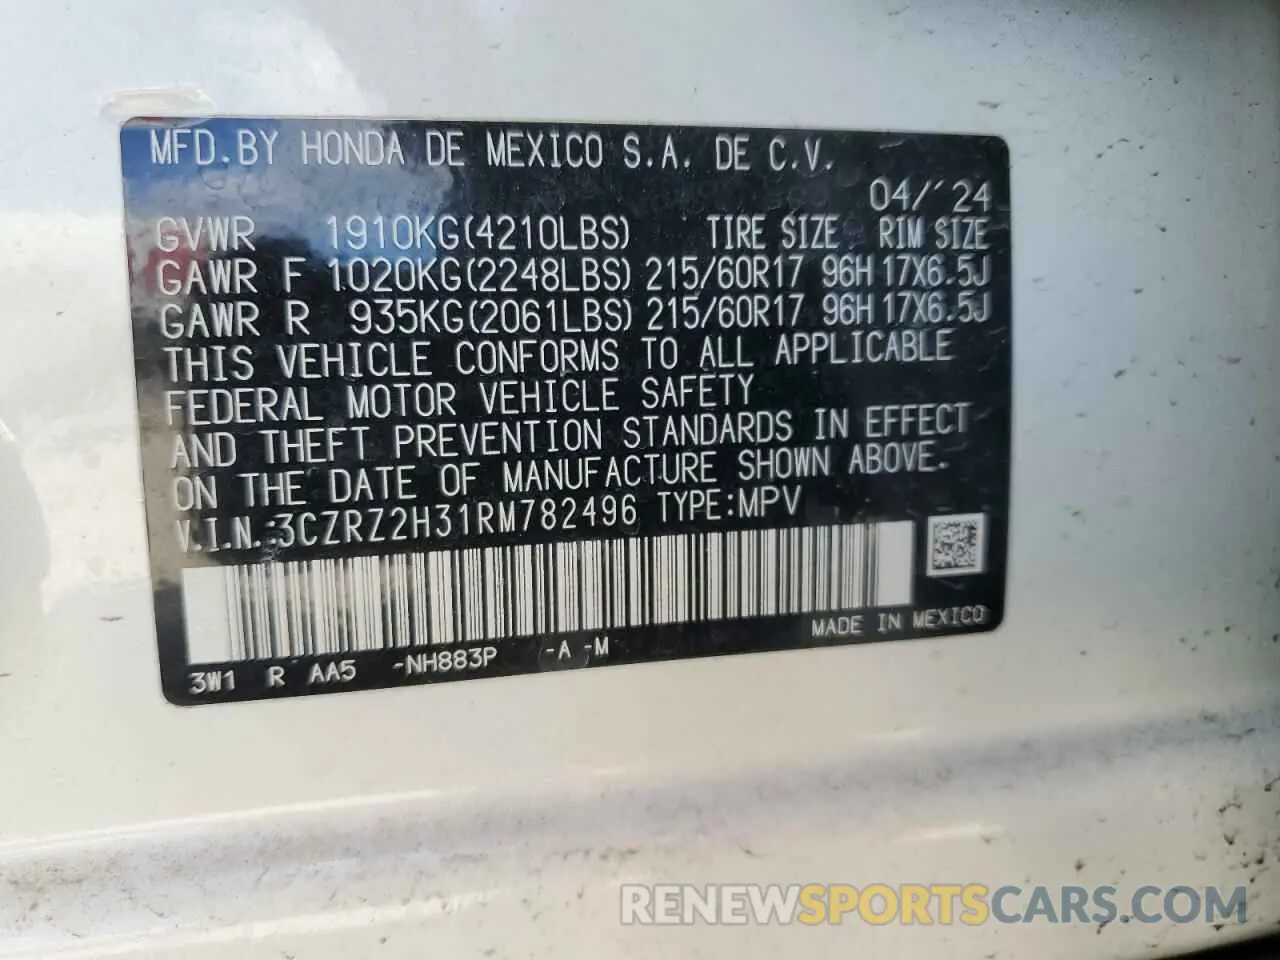 MFD.BY HONDA DE MEXICO S.A. DE C.V.
04/'24
GVWR 1910KG(4210LBS) TIRE SIZE RIM SIZE
GAWR F 1020KG(2248LBS) 215/60R17 96H 17X6.5J
GAWR R 935KG(2061LBS) 215/60R17 96H 17X6.5J
THIS VEHICLE CONFORMS TO ALL APPLICABLE
FEDERAL MOTOR VEHICLE SAFETY
AND THEFT PREVENTION STANDARDS IN EFFECT
ON THE DATE OF MANUFACTURE SHOWN ABOVE.
V.I.N.:3CZRZ2H31RM782496 TYPE:MPV
MADE IN MEXICO
3W1 R AA5 -NH883P -A -M
RENEWSPORTSCARS.COM